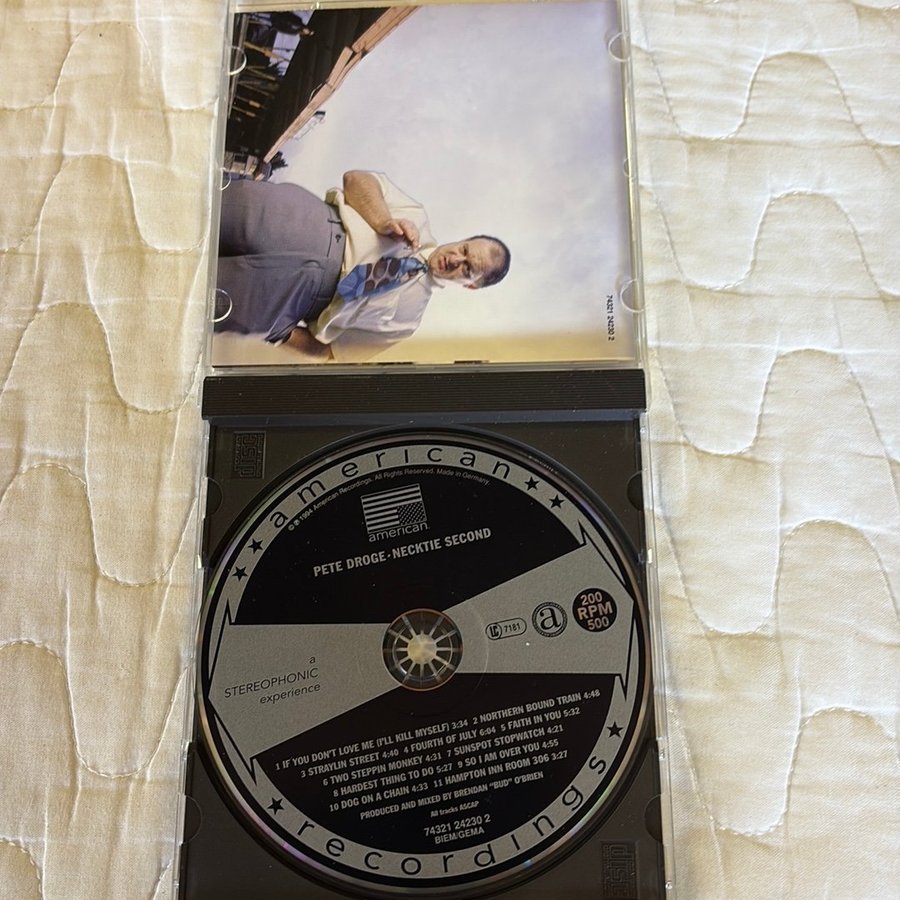 74321 24230 2
american
℗ © 1994 American Recordings. All Rights Reserved. Made in Germany.
american
PETE DROGE · NECKTIE SECOND
LC 7181
a
200
RPM
500
a
STEREOPHONIC
experience
1 IF YOU DON'T LOVE ME (I'LL KILL MYSELF) 3:34 2 NORTHERN BOUND TRAIN 4:48
3 STRAYLIN STREET 4:40 4 FOURTH OF JULY 6:04 5 FAITH IN YOU 5:32
6 TWO STEPPIN MONKEY 4:31 7 SUNSPOT STOPWATCH 4:21
8 HARDEST THING TO DO 5:27 9 SO I AM OVER YOU 4:55
10 DOG ON A CHAIN 4:33 11 HAMPTON INN ROOM 306 3:27
PRODUCED AND MIXED BY BRENDAN "BUD" O'BRIEN
All tracks ASCAP
74321 24230 2
BIEM/GEMA
recordings
disc
disc